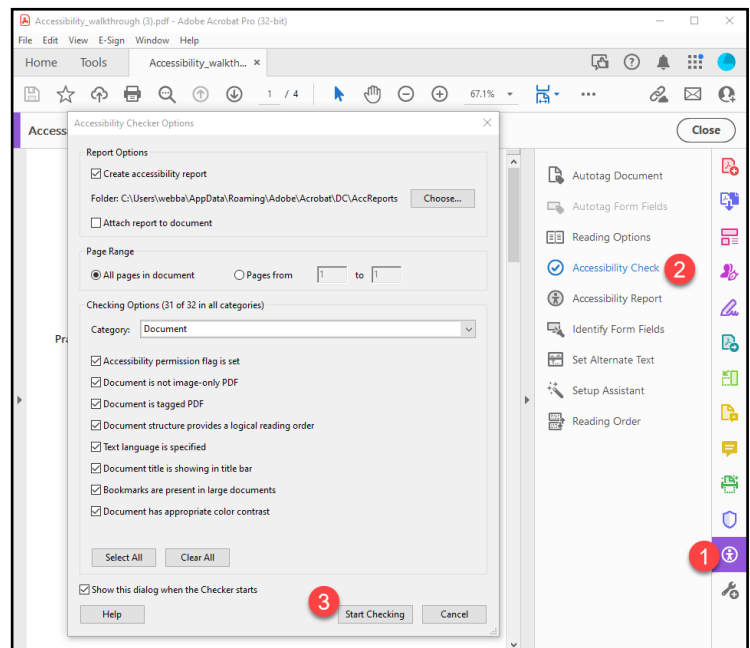 Accessibility_walkthrough (3).pdf - Adobe Acrobat Pro (32-bit)
File Edit View E-Sign Window Help
Home Tools Accessibility_walkth... ×
1 / 4 67.1%
Access
Close
Accessibility Checker Options
Report Options
Create accessibility report
Folder: C:\Users\webba\AppData\Roaming\Adobe\Acrobat\DC\AccReports Choose...
Attach report to document
Page Range
All pages in document Pages from 1 to 1
Checking Options (31 of 32 in all categories)
Category: Document
Pra
Accessibility permission flag is set
Document is not image-only PDF
Document is tagged PDF
Document structure provides a logical reading order
Text language is specified
Document title is showing in title bar
Bookmarks are present in large documents
Document has appropriate color contrast
Select All Clear All
Show this dialog when the Checker starts
3
Help Start Checking Cancel
Autotag Document
Autotag Form Fields
Reading Options
Accessibility Check 2
Accessibility Report
Identify Form Fields
Set Alternate Text
Setup Assistant
Reading Order
1